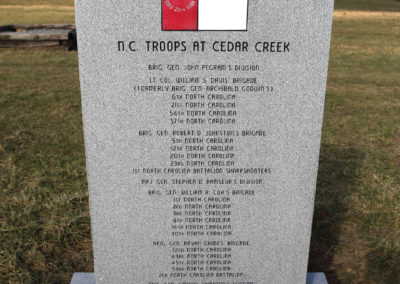 N.C. TROOPS AT CEDAR CREEK
BRIG. GEN. JOHN PEGRAM'S DIVISION
LT. COL. WILLIAM S. DAVIS' BRIGADE
(FORMERLY BRIG. GEN. ARCHIBALD GODWIN'S)
6TH NORTH CAROLINA
21ST NORTH CAROLINA
54TH NORTH CAROLINA
57TH NORTH CAROLINA
BRIG. GEN. ROBERT D. JOHNSTON'S BRIGADE
5TH NORTH CAROLINA
12TH NORTH CAROLINA
20TH NORTH CAROLINA
23RD NORTH CAROLINA
1ST NORTH CAROLINA BATTALION SHARPSHOOTERS
MAJ. GEN. STEPHEN D. RAMSEUR'S DIVISION
BRIG. GEN. WILLIAM R. COX'S BRIGADE
1ST NORTH CAROLINA
2ND NORTH CAROLINA
3RD NORTH CAROLINA
4TH NORTH CAROLINA
14TH NORTH CAROLINA
30TH NORTH CAROLINA
BRIG. GEN. BRYAN GRIMES' BRIGADE
32ND NORTH CAROLINA
43RD NORTH CAROLINA
45TH NORTH CAROLINA
53RD NORTH CAROLINA
2ND NORTH CAROLINA BATTALION